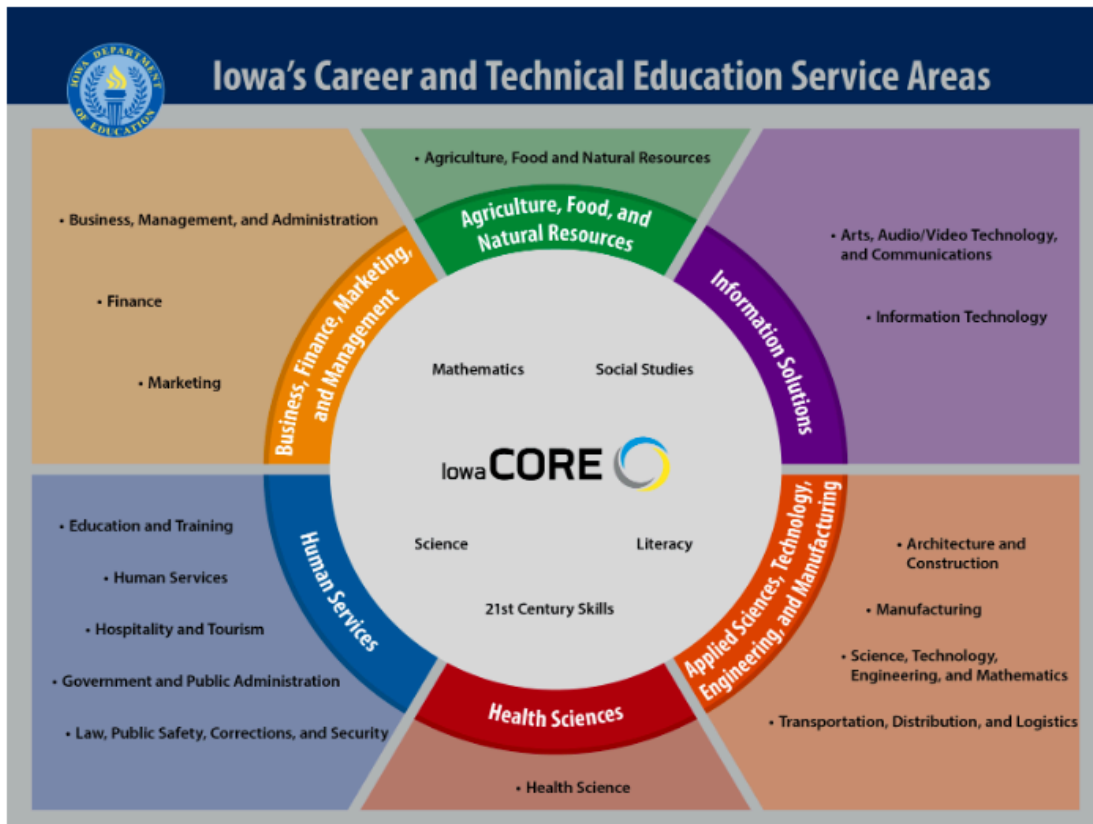 IOWA DEPARTMENT
OF EDUCATION
Iowa's Career and Technical Education Service Areas
• Agriculture, Food and Natural Resources
Agriculture, Food, and
Natural Resources
• Business, Management, and Administration
• Finance
• Marketing
Business, Finance, Marketing,
and Management
• Arts, Audio/Video Technology,
and Communications
• Information Technology
Information Solutions
Mathematics
Social Studies
Iowa CORE
Science
Literacy
21st Century Skills
• Education and Training
• Human Services
• Hospitality and Tourism
• Government and Public Administration
• Law, Public Safety, Corrections, and Security
Human Services
Applied Sciences, Technology,
Engineering, and Manufacturing
• Architecture and
Construction
• Manufacturing
• Science, Technology,
Engineering, and Mathematics
• Transportation, Distribution, and Logistics
Health Sciences
• Health Science